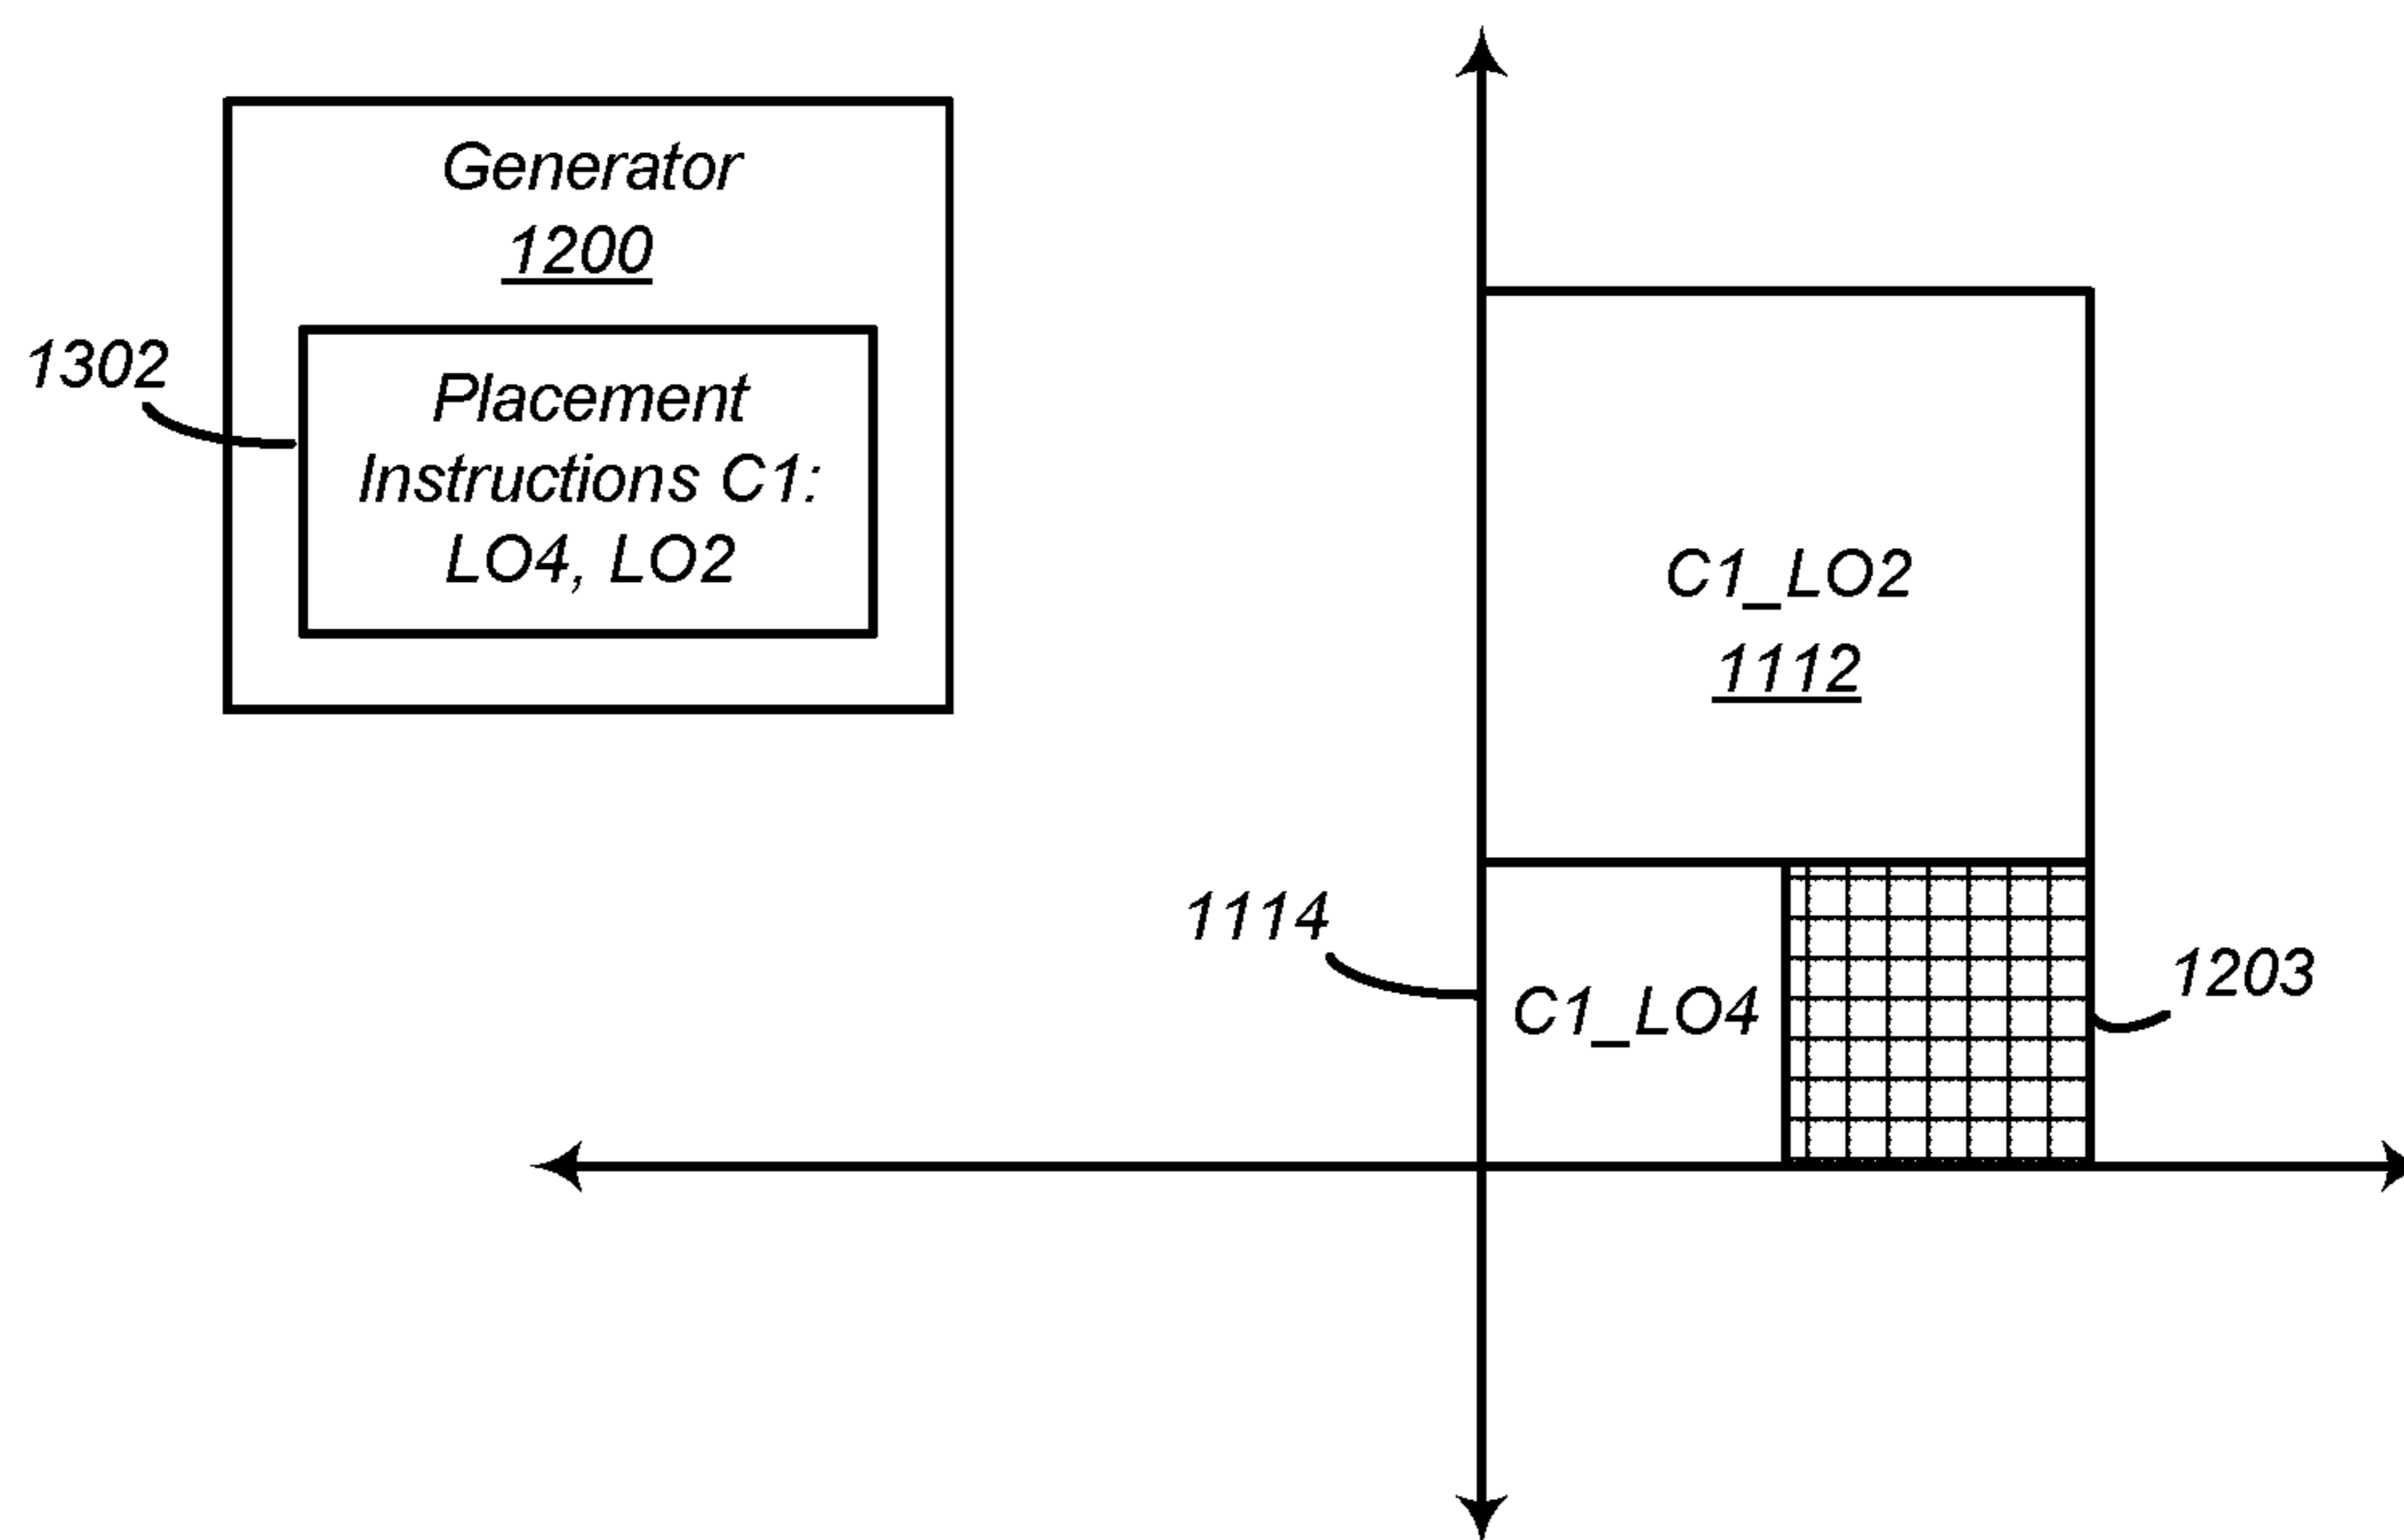 Generator
1200
1302
Placement
Instructions C1:
LO4, LO2
C1_LO2
1112
1114
C1_LO4
1203